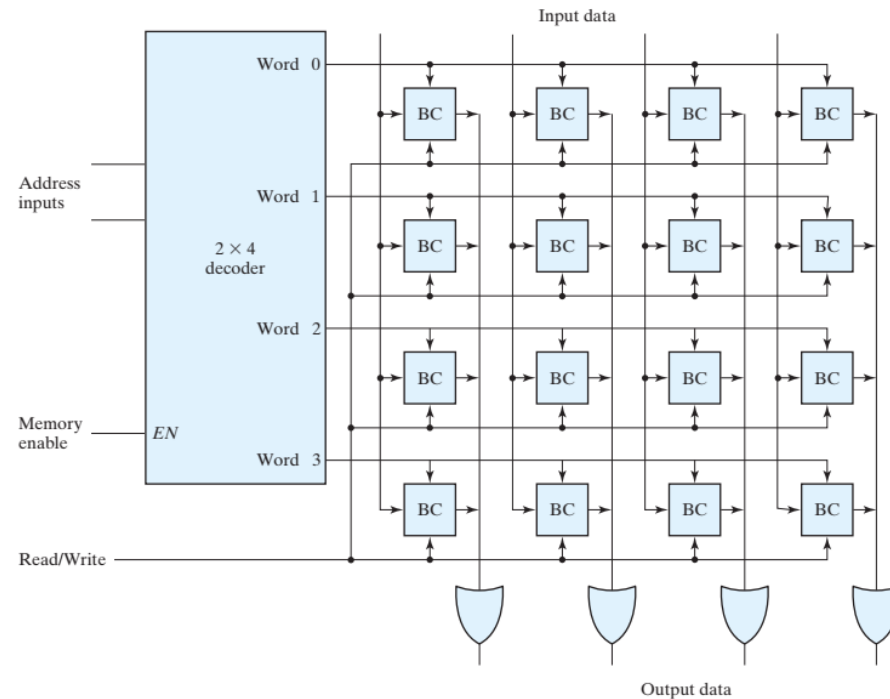 Input data
Word 0
BC BC BC BC
Address
inputs
Word 1
2 × 4
decoder
BC BC BC BC
Word 2
BC BC BC BC
Memory
enable
EN
Word 3
BC BC BC BC
Read/Write
Output data